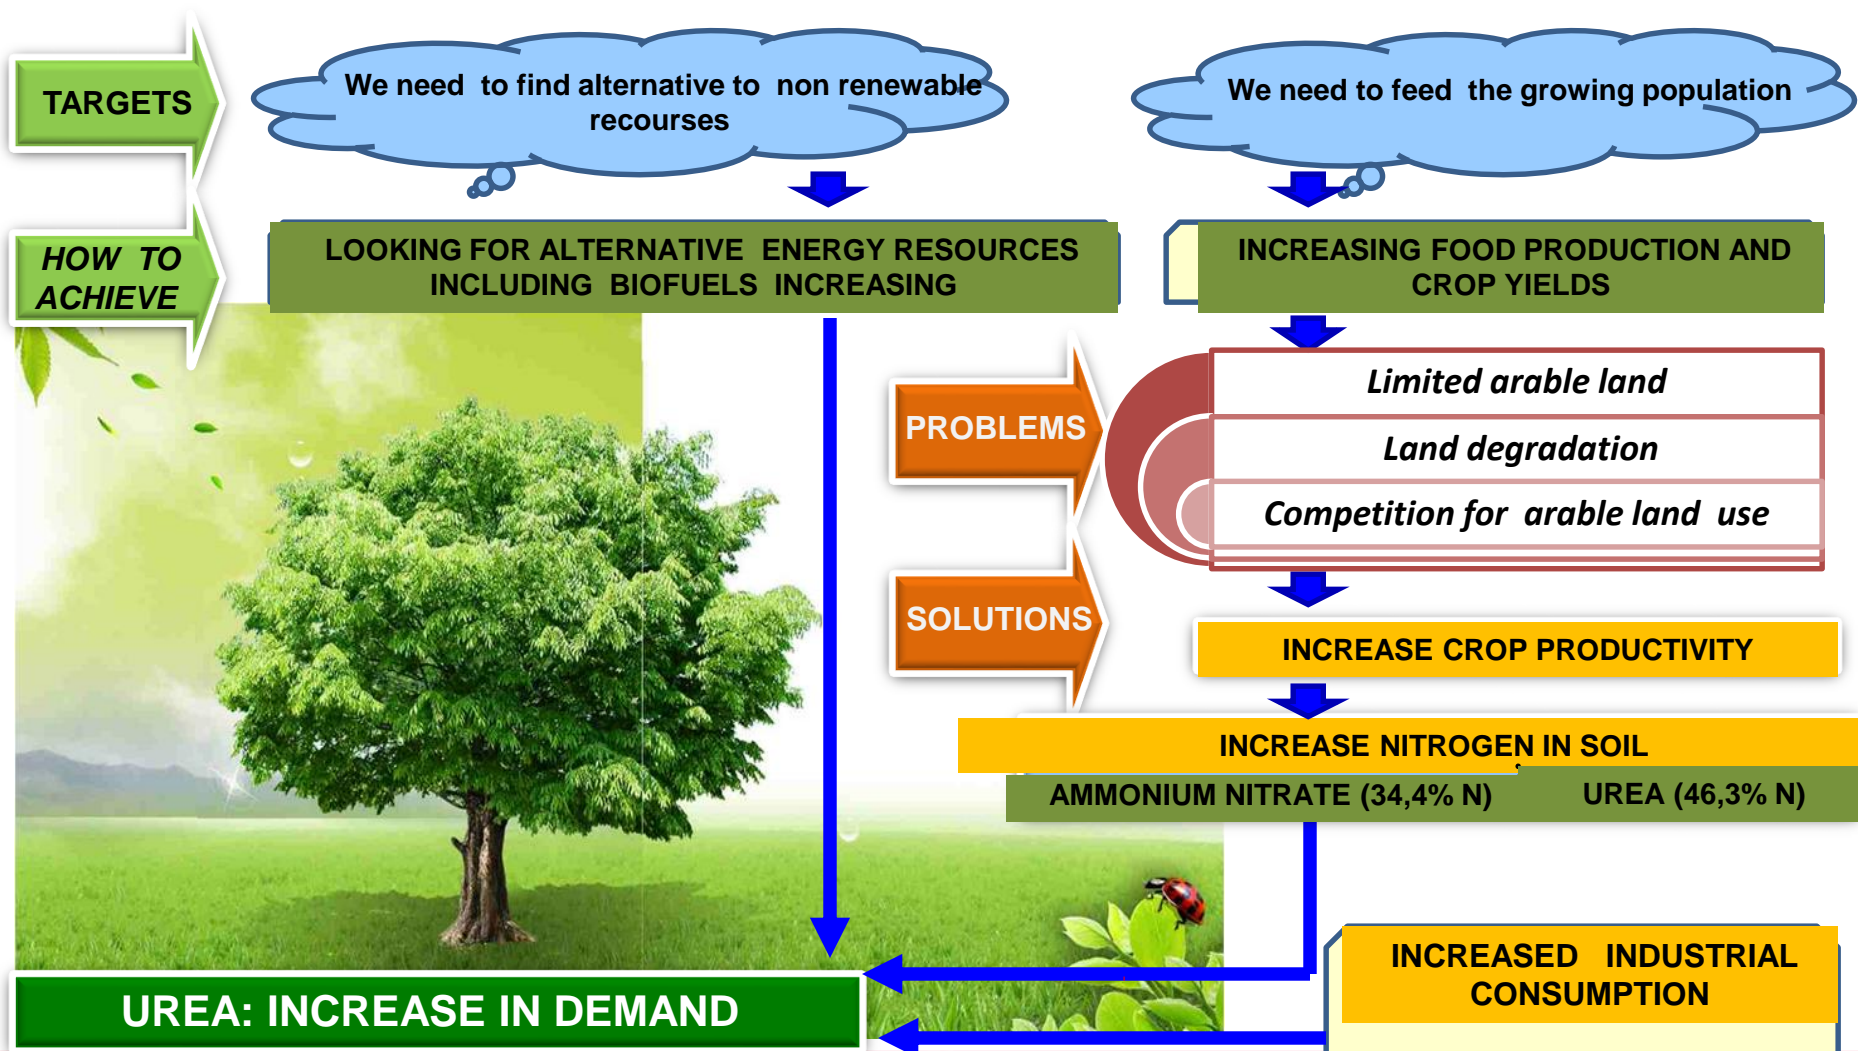 TARGETS
We need to find alternative to non renewable
recourses
We need to feed the growing population
HOW TO
ACHIEVE
LOOKING FOR ALTERNATIVE ENERGY RESOURCES
INCLUDING BIOFUELS INCREASING
INCREASING FOOD PRODUCTION AND
CROP YIELDS
PROBLEMS
Limited arable land
Land degradation
Competition for arable land use
SOLUTIONS
INCREASE CROP PRODUCTIVITY
INCREASE NITROGEN IN SOIL
AMMONIUM NITRATE (34,4% N)
UREA (46,3% N)
INCREASED INDUSTRIAL
CONSUMPTION
UREA: INCREASE IN DEMAND